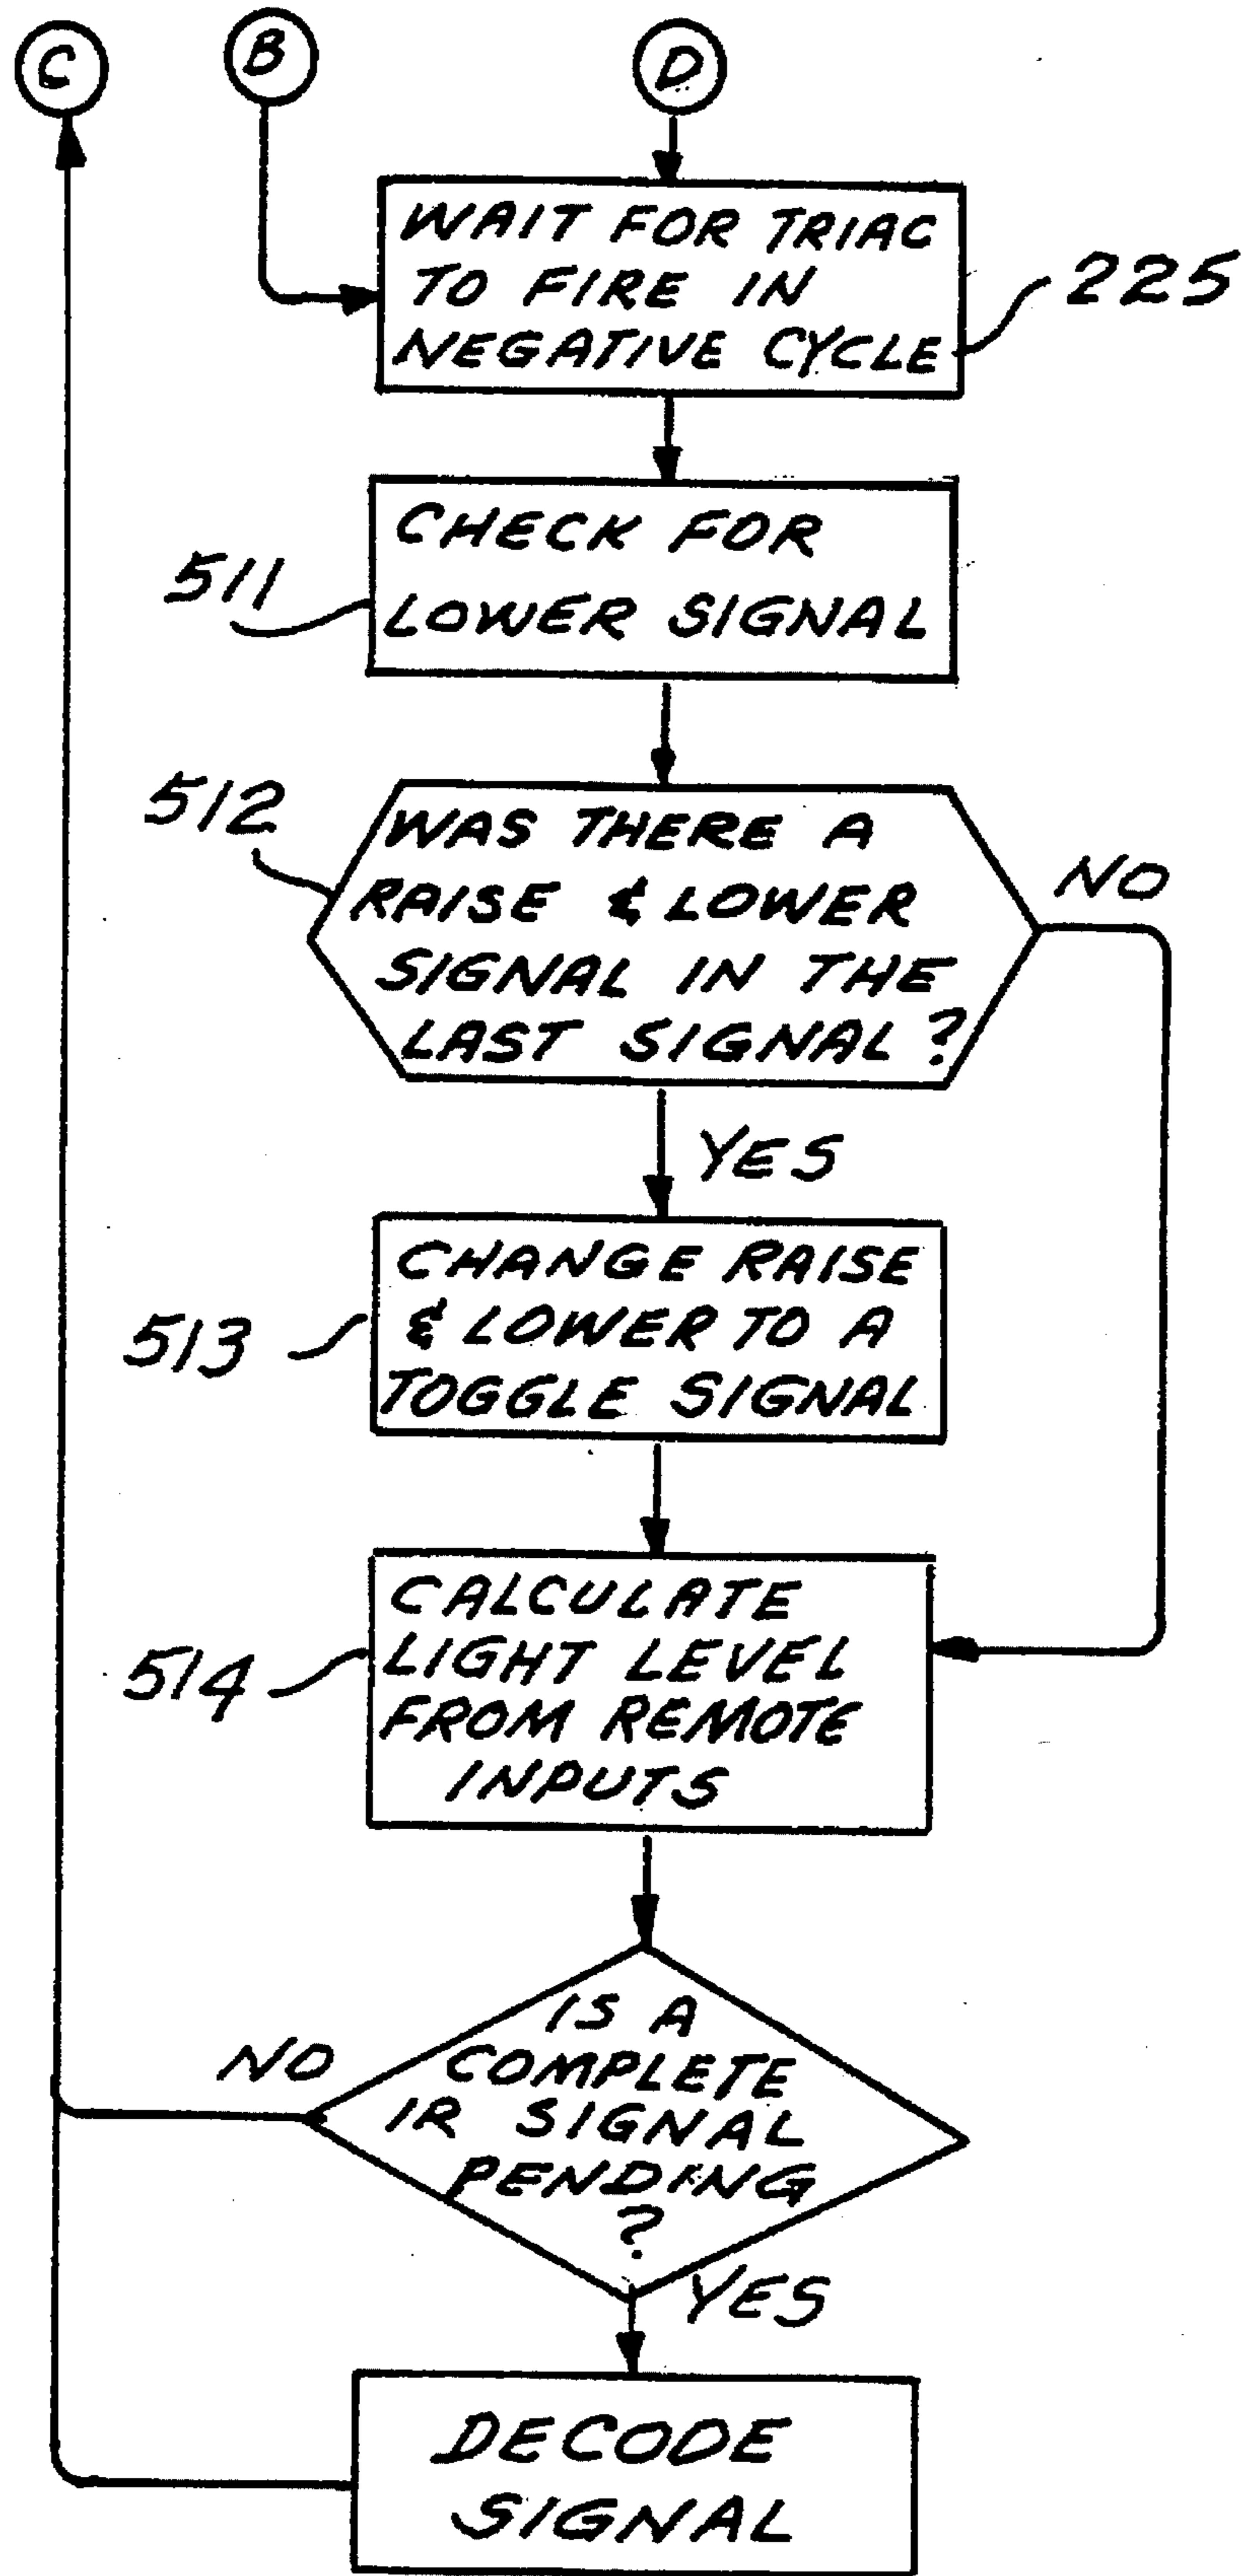 C
B
D
WAIT FOR TRIAC
TO FIRE IN
NEGATIVE CYCLE
225
CHECK FOR
LOWER SIGNAL
511
512
WAS THERE A
RAISE & LOWER
SIGNAL IN THE
LAST SIGNAL?
NO
YES
CHANGE RAISE
& LOWER TO A
TOGGLE SIGNAL
513
CALCULATE
LIGHT LEVEL
FROM REMOTE
INPUTS
514
IS A
COMPLETE
IR SIGNAL
PENDING
?
NO
YES
DECODE
SIGNAL